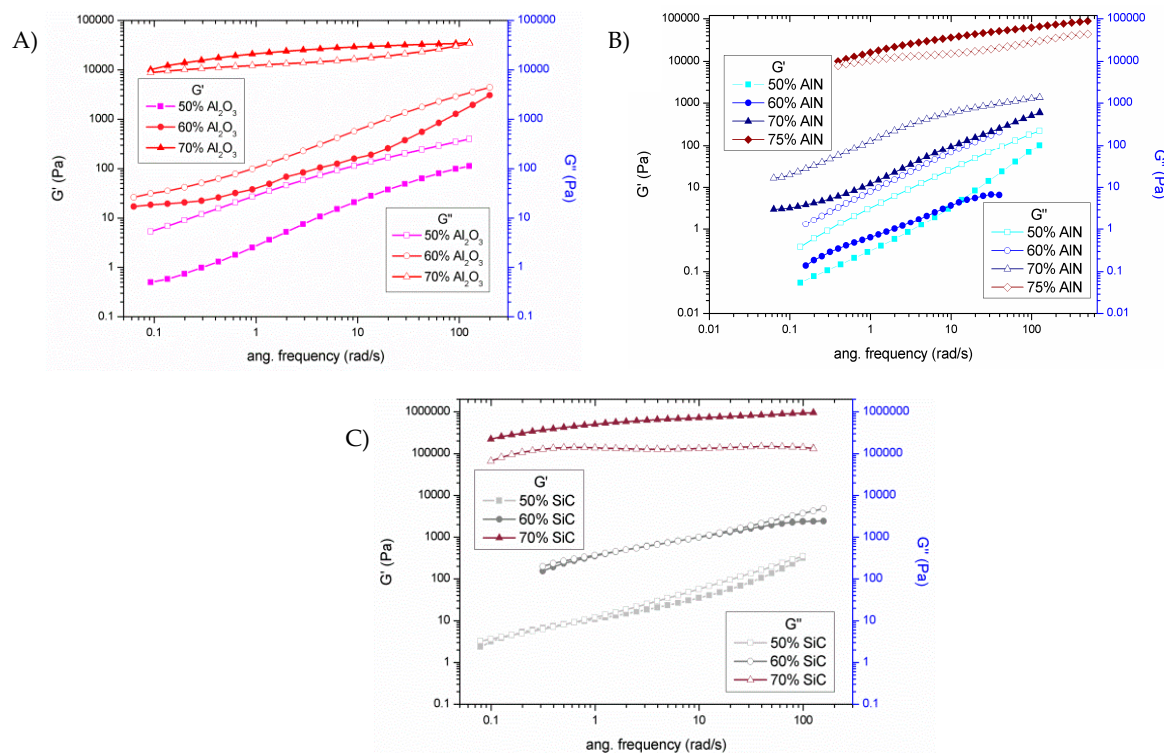 A)
100000
10000
1000
100
10
1
0.1
G' (Pa)
G'
50% Al2O3
60% Al2O3
70% Al2O3
G''
50% Al2O3
60% Al2O3
70% Al2O3
100000
10000
1000
100
10
1
0.1
G'' (Pa)
0.1 1 10 100
ang. frequency (rad/s)
B)
100000
10000
1000
100
10
1
0.1
0.01
G' (Pa)
G'
50% AlN
60% AlN
70% AlN
75% AlN
G''
50% AlN
60% AlN
70% AlN
75% AlN
100000
10000
1000
100
10
1
0.1
0.01
G'' (Pa)
0.01 0.1 1 10 100
ang. frequency (rad/s)
C)
1000000
100000
10000
1000
100
10
1
0.1
G' (Pa)
G'
50% SiC
60% SiC
70% SiC
G''
50% SiC
60% SiC
70% SiC
1000000
100000
10000
1000
100
10
1
0.1
G'' (Pa)
0.1 1 10 100
ang. frequency (rad/s)